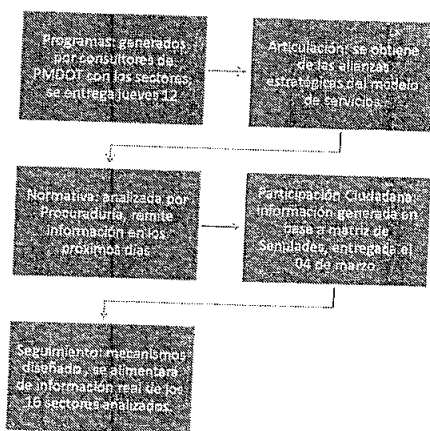 Programas: generados
por consultores de
PMDOT con los sectores,
se entrega jueves 12
Articulación: se obtiene
de las alianzas
estratégicas del modelo
de servicios.
Normativa: analizada por
Procuraduría, remite
información en los
próximos días
Participación Ciudadana:
Información generada en
base a matriz de
Senplades, entregada el
04 de marzo.
Seguimiento: mecanismos
diseñado , se alimentará
de información real de los
16 sectores analizados.